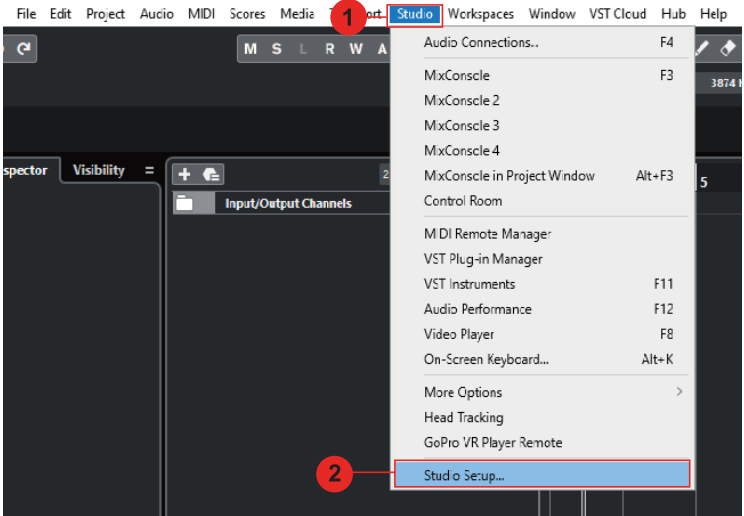 File Edit Project Audio MIDI Scores Media 1 ort Studio Workspaces Window VST Cloud Hub Help
M S L R W A
Audio Connections... F4
MixConsole F3
3874 H
MixConsole 2
MixConsole 3
MixConsole 4
spector Visibility
2
MixConsole in Project Window Alt+F3
5
Input/Output Channels
Control Room
MIDI Remote Manager
VST Plug-in Manager
VST Instruments F11
Audio Performance F12
Video Player F8
On-Screen Keyboard... Alt+K
More Options >
Head Tracking
GoPro VR Player Remote
2
Studio Setup...